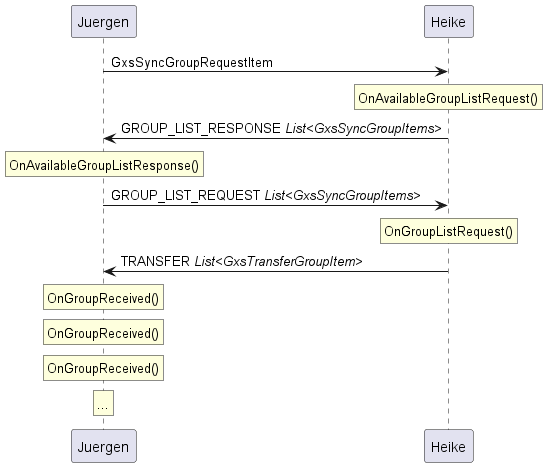 Juergen
Heike
GxsSyncGroupRequestItem
OnAvailableGroupListRequest()
GROUP_LIST_RESPONSE List<GxsSyncGroupItems>
OnAvailableGroupListResponse()
GROUP_LIST_REQUEST List<GxsSyncGroupItems>
OnGroupListRequest()
TRANSFER List<GxsTransferGroupItem>
OnGroupReceived()
OnGroupReceived()
OnGroupReceived()
...
Juergen
Heike